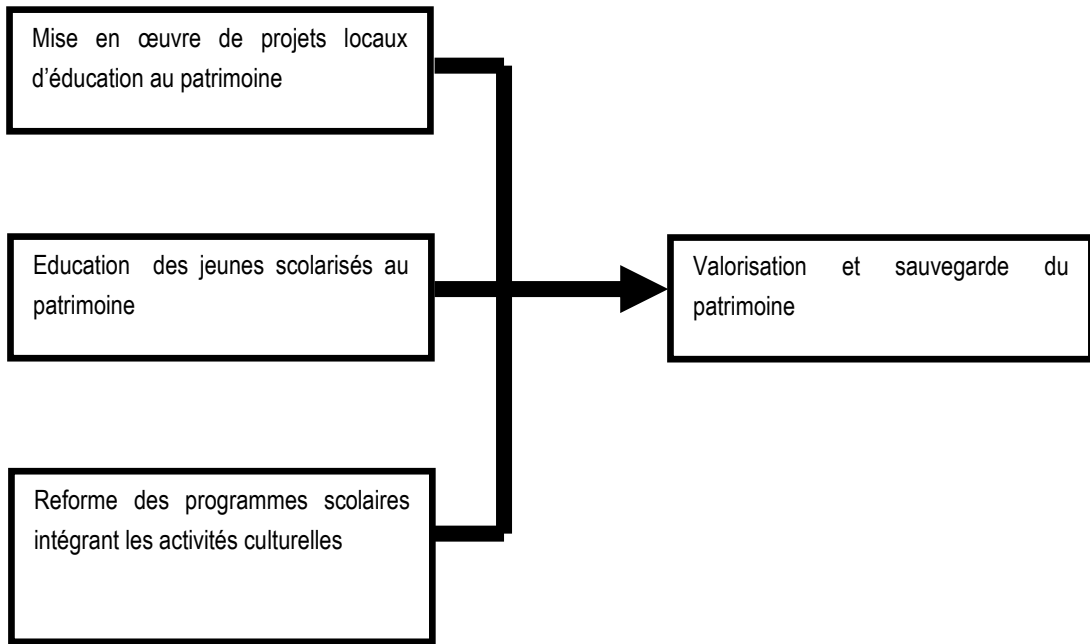 Mise en œuvre de projets locaux
d’éducation au patrimoine
Education des jeunes scolarisés au
patrimoine
Valorisation et sauvegarde du
patrimoine
Reforme des programmes scolaires
intégrant les activités culturelles